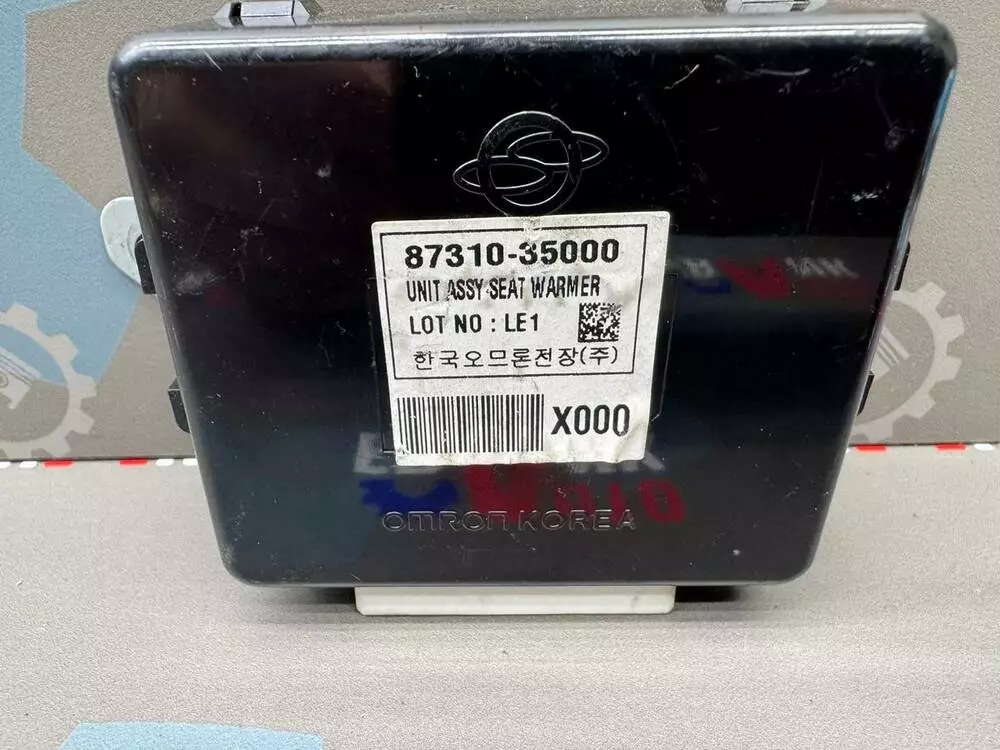 87310-35000
UNIT ASSY-SEAT WARMER
LOT NO : LE1
한국오므론전장(주)
X000
OMRON KOREA